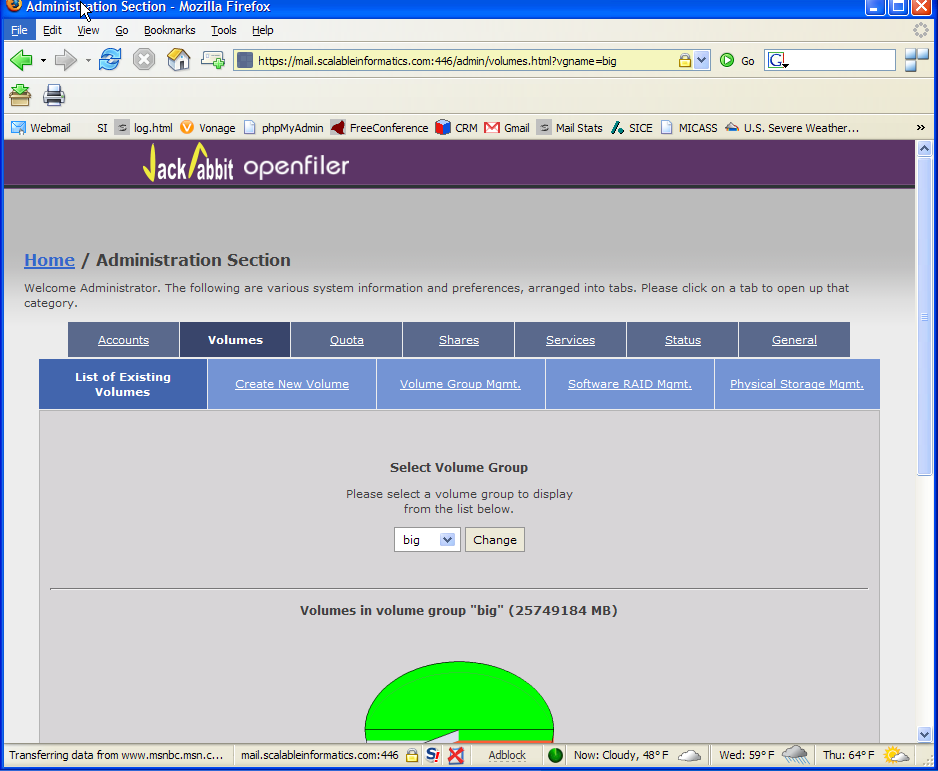 Administration Section - Mozilla Firefox
File Edit View Go Bookmarks Tools Help
https://mail.scalableinformatics.com:446/admin/volumes.html?vgname=big Go G
Webmail SI log.html Vonage phpMyAdmin FreeConference CRM Gmail Mail Stats SICE MICASS U.S. Severe Weather... »
JackRabbit openfiler
Home / Administration Section
Welcome Administrator. The following are various system information and preferences, arranged into tabs. Please click on a tab to open up that
category.
Accounts Volumes Quota Shares Services Status General
List of Existing
Volumes
Create New Volume Volume Group Mgmt. Software RAID Mgmt. Physical Storage Mgmt.
Select Volume Group
Please select a volume group to display
from the list below.
big Change
Volumes in volume group "big" (25749184 MB)
Transferring data from www.msnbc.msn.c... mail.scalableinformatics.com:446 S! Adblock Now: Cloudy, 48° F Wed: 59° F Thu: 64° F